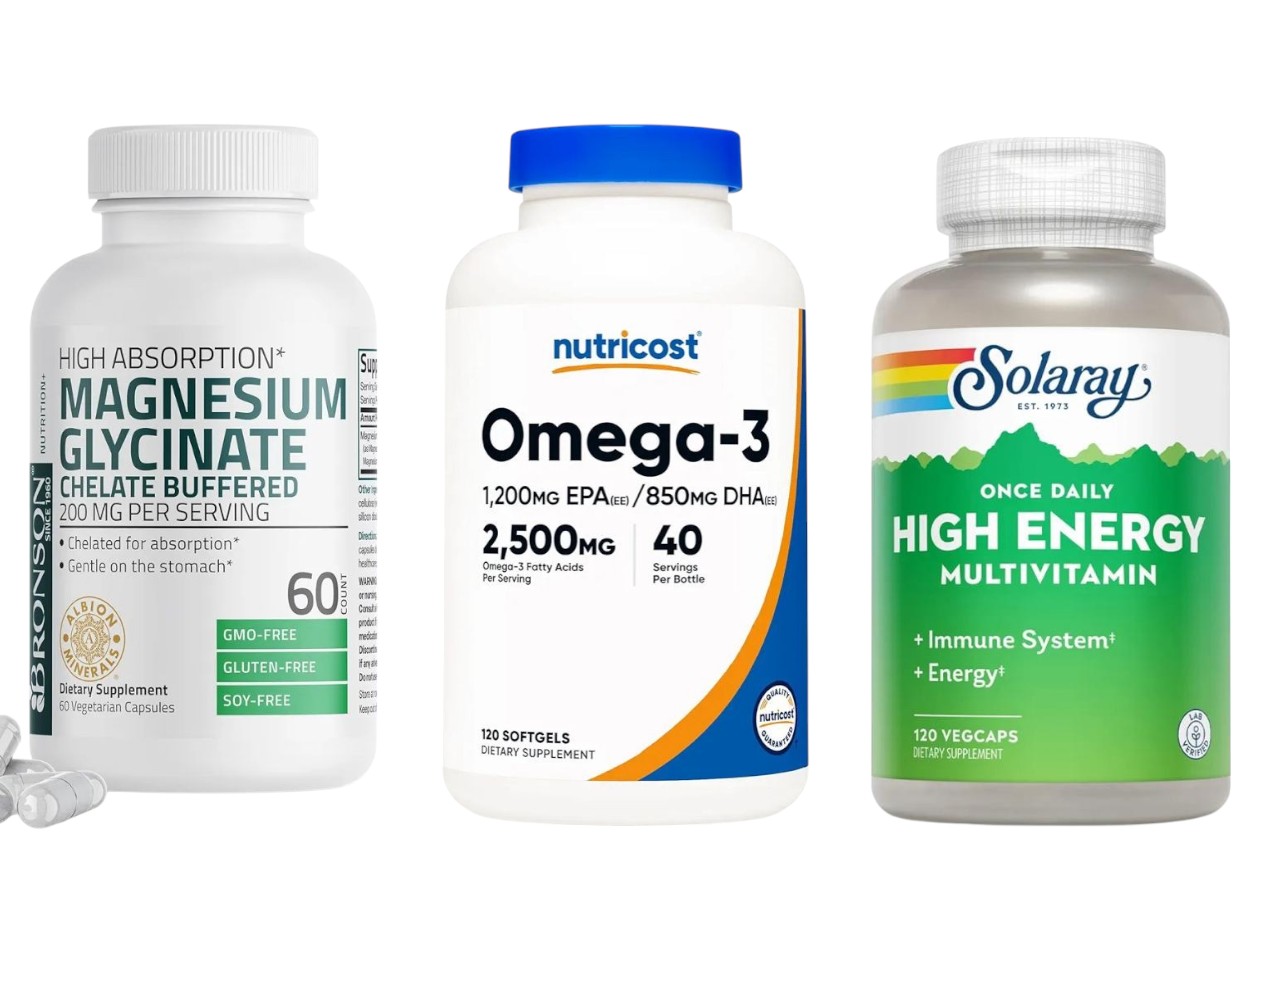 HIGH ABSORPTION*
MAGNESIUM
GLYCINATE
CHELATE BUFFERED
200 MG PER SERVING
• Chelated for absorption*
• Gentle on the stomach*
60
COUNT
GMO-FREE
GLUTEN-FREE
SOY-FREE
ALBION
MINERALS®
Dietary Supplement
60 Vegetarian Capsules
NUTRITION+
BRONSON®
SINCE 1960
nutricost®
Omega-3
1,200MG EPA(EE) /850MG DHA(EE)
2,500MG
Omega-3 Fatty Acids
Per Serving
40
Servings
Per Bottle
QUALITY
nutricost
GUARANTEED
120 SOFTGELS
DIETARY SUPPLEMENT
Solaray®
EST. 1973
ONCE DAILY
HIGH ENERGY
MULTIVITAMIN
+ Immune System‡
+ Energy‡
120 VEGCAPS
DIETARY SUPPLEMENT
LAB
VERIFIED